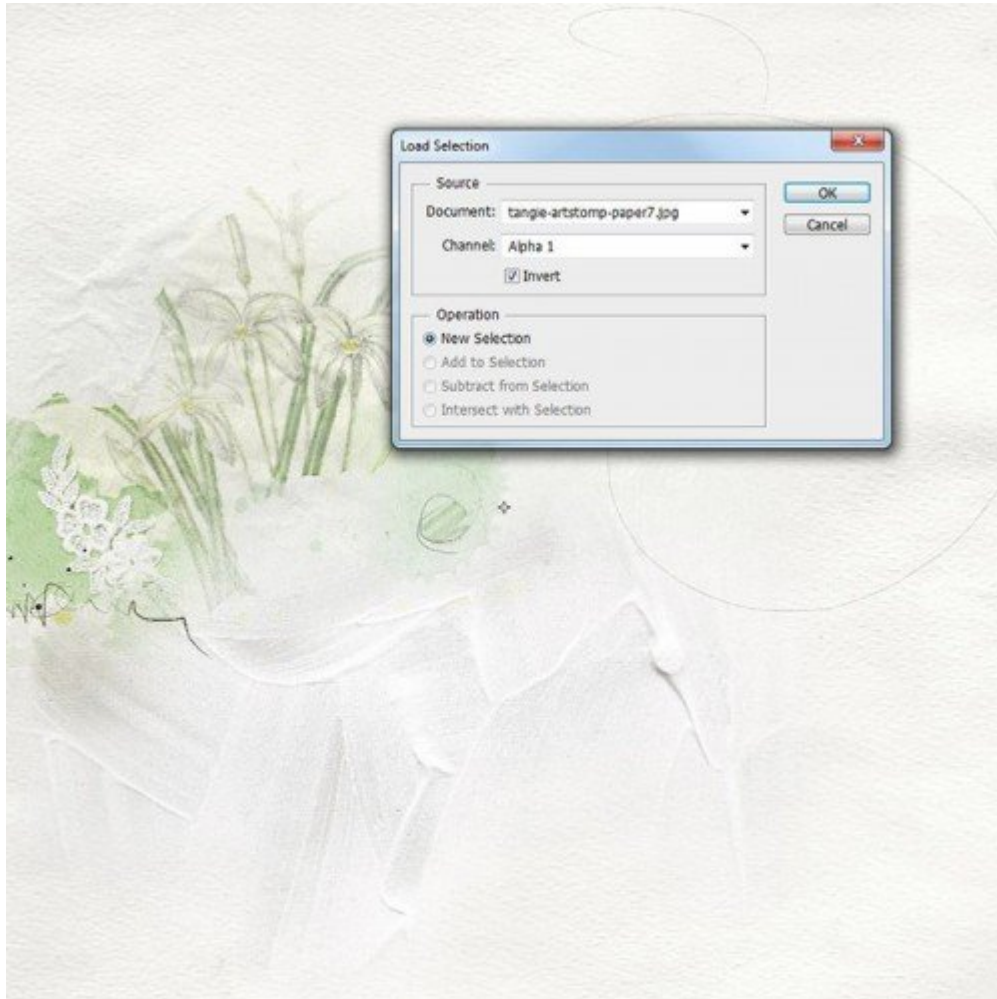 Load Selection
Source
Document: tangie-artstomp-paper7.jpg
Channel: Alpha 1
Invert
OK
Cancel
Operation
New Selection
Add to Selection
Subtract from Selection
Intersect with Selection